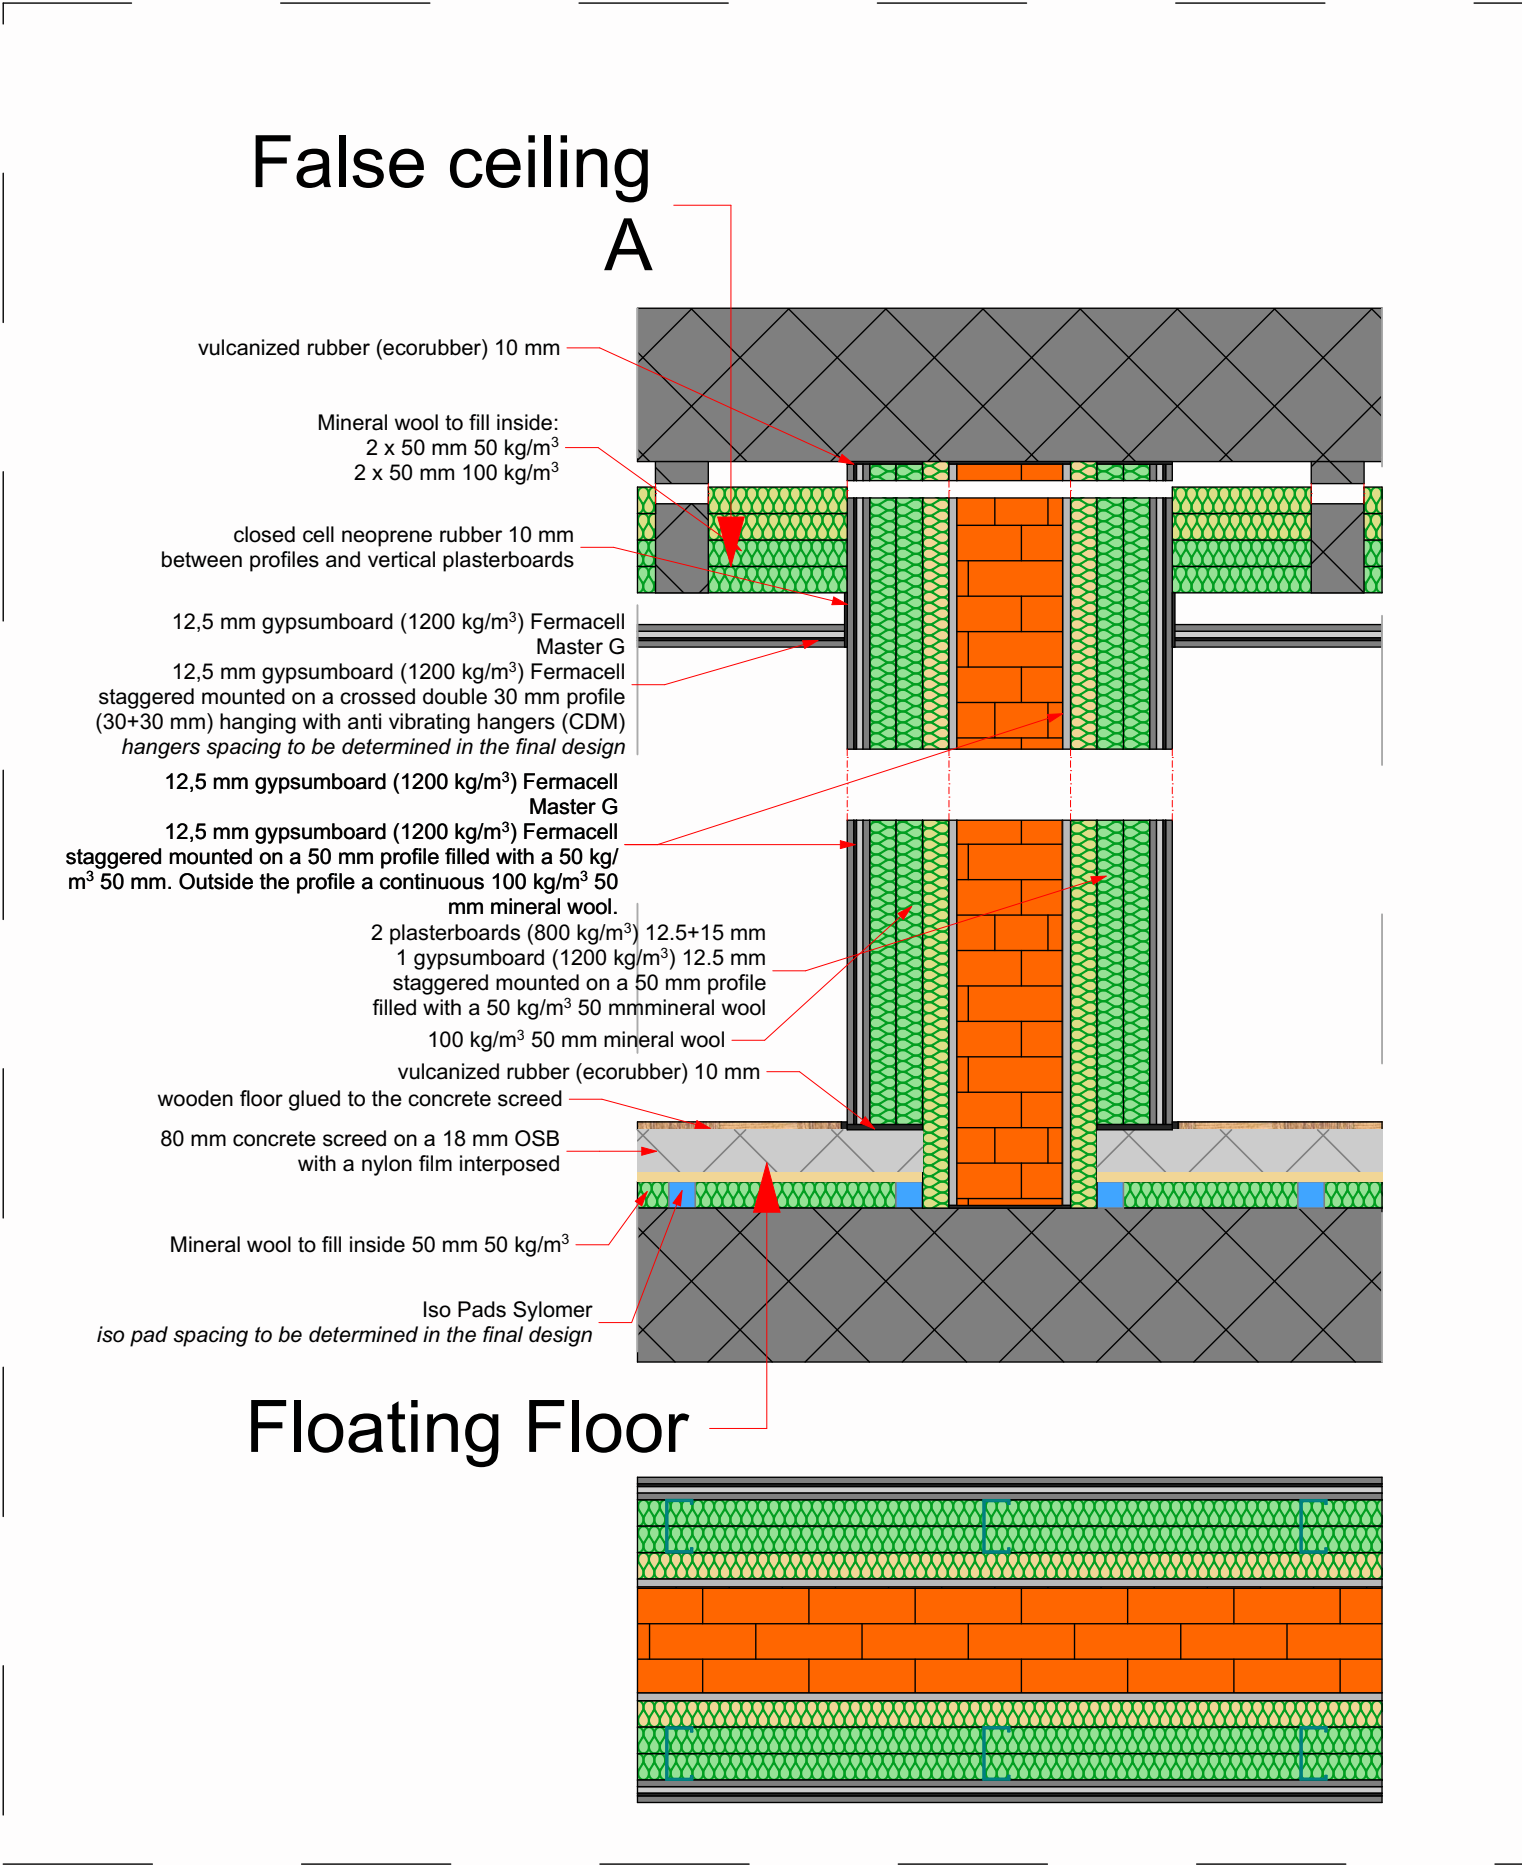 False ceiling
A
vulcanized rubber (ecorubber) 10 mm
Mineral wool to fill inside:
2 x 50 mm 50 kg/m³
2 x 50 mm 100 kg/m³
closed cell neoprene rubber 10 mm
between profiles and vertical plasterboards
12,5 mm gypsumboard (1200 kg/m³) Fermacell
Master G
12,5 mm gypsumboard (1200 kg/m³) Fermacell
staggered mounted on a crossed double 30 mm profile
(30+30 mm) hanging with anti vibrating hangers (CDM)
hangers spacing to be determined in the final design
12,5 mm gypsumboard (1200 kg/m³) Fermacell
Master G
12,5 mm gypsumboard (1200 kg/m³) Fermacell
staggered mounted on a 50 mm profile filled with a 50 kg/
m³ 50 mm. Outside the profile a continuous 100 kg/m³ 50
mm mineral wool.
2 plasterboards (800 kg/m³) 12.5+15 mm
1 gypsumboard (1200 kg/m³) 12.5 mm
staggered mounted on a 50 mm profile
filled with a 50 kg/m³ 50 mmmineral wool
100 kg/m³ 50 mm mineral wool
vulcanized rubber (ecorubber) 10 mm
wooden floor glued to the concrete screed
80 mm concrete screed on a 18 mm OSB
with a nylon film interposed
Mineral wool to fill inside 50 mm 50 kg/m³
Iso Pads Sylomer
iso pad spacing to be determined in the final design
Floating Floor